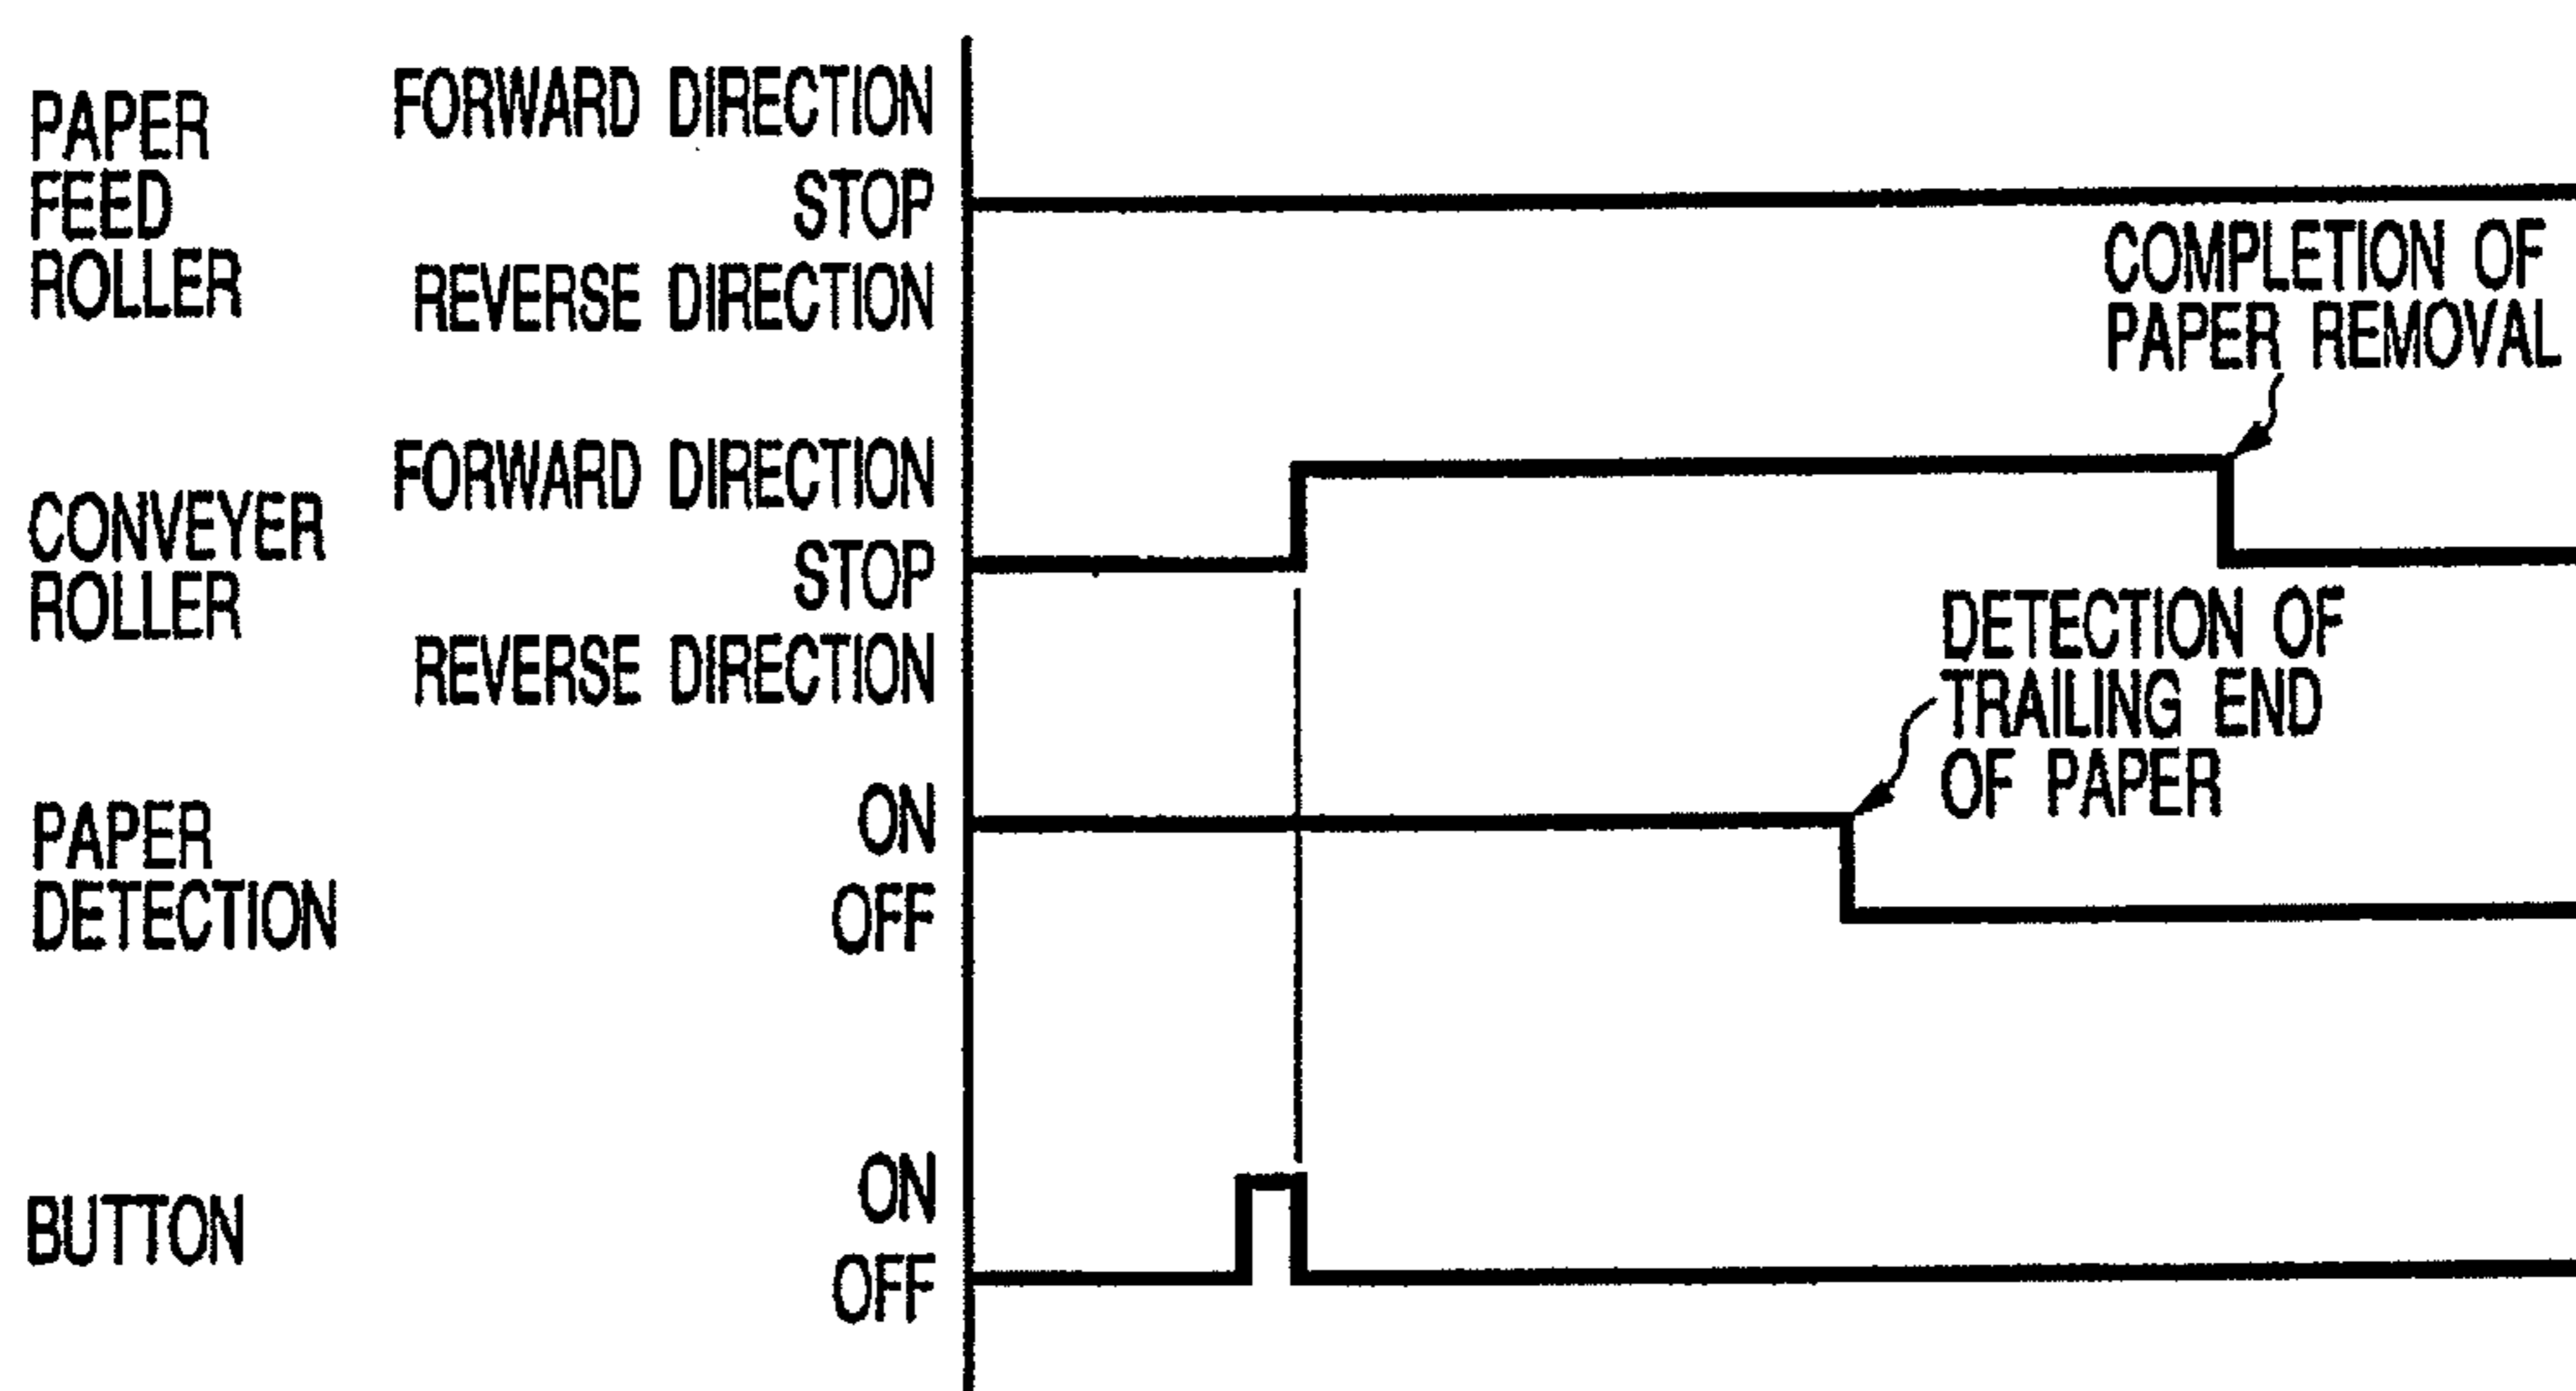 PAPER
FEED
ROLLER
FORWARD DIRECTION
STOP
REVERSE DIRECTION
COMPLETION OF
PAPER REMOVAL
CONVEYER
ROLLER
FORWARD DIRECTION
STOP
REVERSE DIRECTION
DETECTION OF
TRAILING END
OF PAPER
PAPER
DETECTION
ON
OFF
BUTTON
ON
OFF